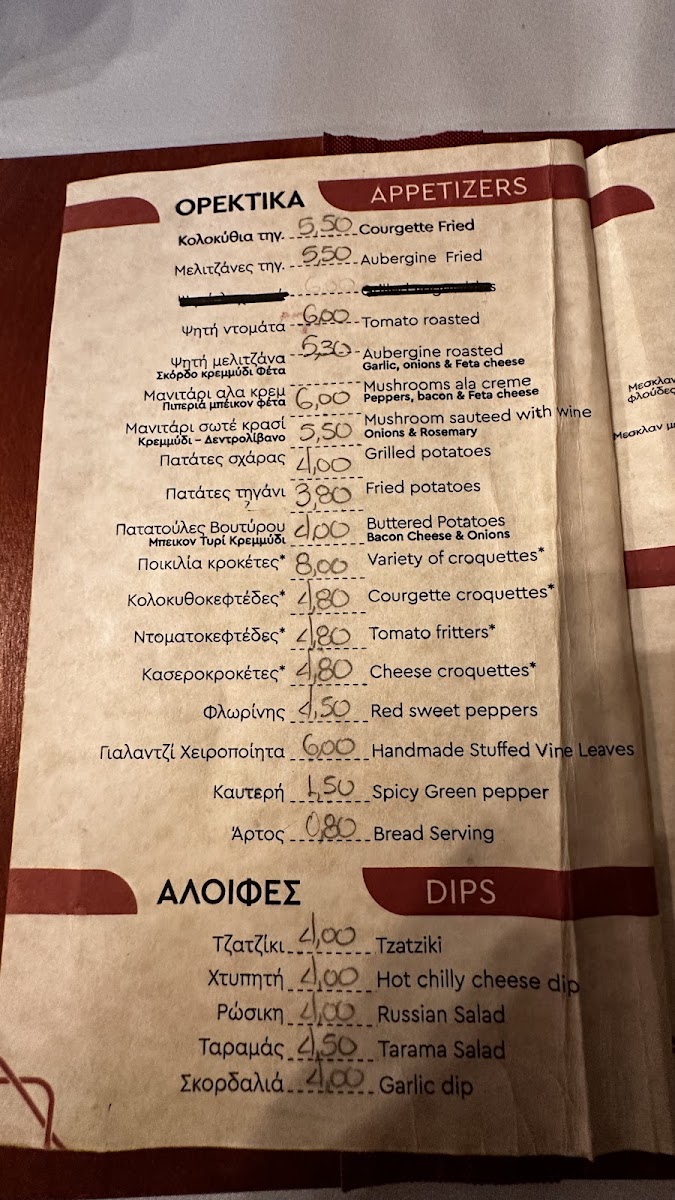 ΟΡΕΚΤΙΚΑ APPETIZERS
Κολοκύθια τηγ. 5,50 Courgette Fried
Μελιτζάνες τηγ. 5,50 Aubergine Fried
6,00
Ψητή ντομάτα 6,00 Tomato roasted
Ψητή μελιτζάνα 5,30 Aubergine roasted
Σκόρδο κρεμμύδι Φέτα Garlic, onions & Feta cheese
Μανιτάρι αλα κρεμ 6,00 Mushrooms ala creme
Πιπεριά μπέικον φέτα Peppers, bacon & Feta cheese
Μανιτάρι σωτέ κρασί 5,50 Mushroom sauteed with wine
Κρεμμύδι - Δεντρολίβανο Onions & Rosemary
Πατάτες σχάρας 4,00 Grilled potatoes
Πατάτες τηγάνι 3,80 Fried potatoes
Πατατούλες Βουτύρου 4,00 Buttered Potatoes
Μπεικον Τυρί Κρεμμύδι Bacon Cheese & Onions
Ποικιλία κροκέτες* 8,00 Variety of croquettes*
Κολοκυθοκεφτέδες* 4,80 Courgette croquettes*
Ντοματοκεφτέδες* 4,80 Tomato fritters*
Κασεροκροκέτες* 4,80 Cheese croquettes*
Φλωρίνης 4,50 Red sweet peppers
Γιαλαντζί Χειροποίητα 6,00 Handmade Stuffed Vine Leaves
Καυτερή 1,50 Spicy Green pepper
Άρτος 0,80 Bread Serving
ΑΛΟΙΦΕΣ DIPS
Τζατζίκι 4,00 Tzatziki
Χτυπητή 4,00 Hot chilly cheese dip
Ρώσικη 4,00 Russian Salad
Ταραμάς 4,50 Tarama Salad
Σκορδαλιά 4,00 Garlic dip
Μεσκλαν
φλούδες
Μεσκλαν